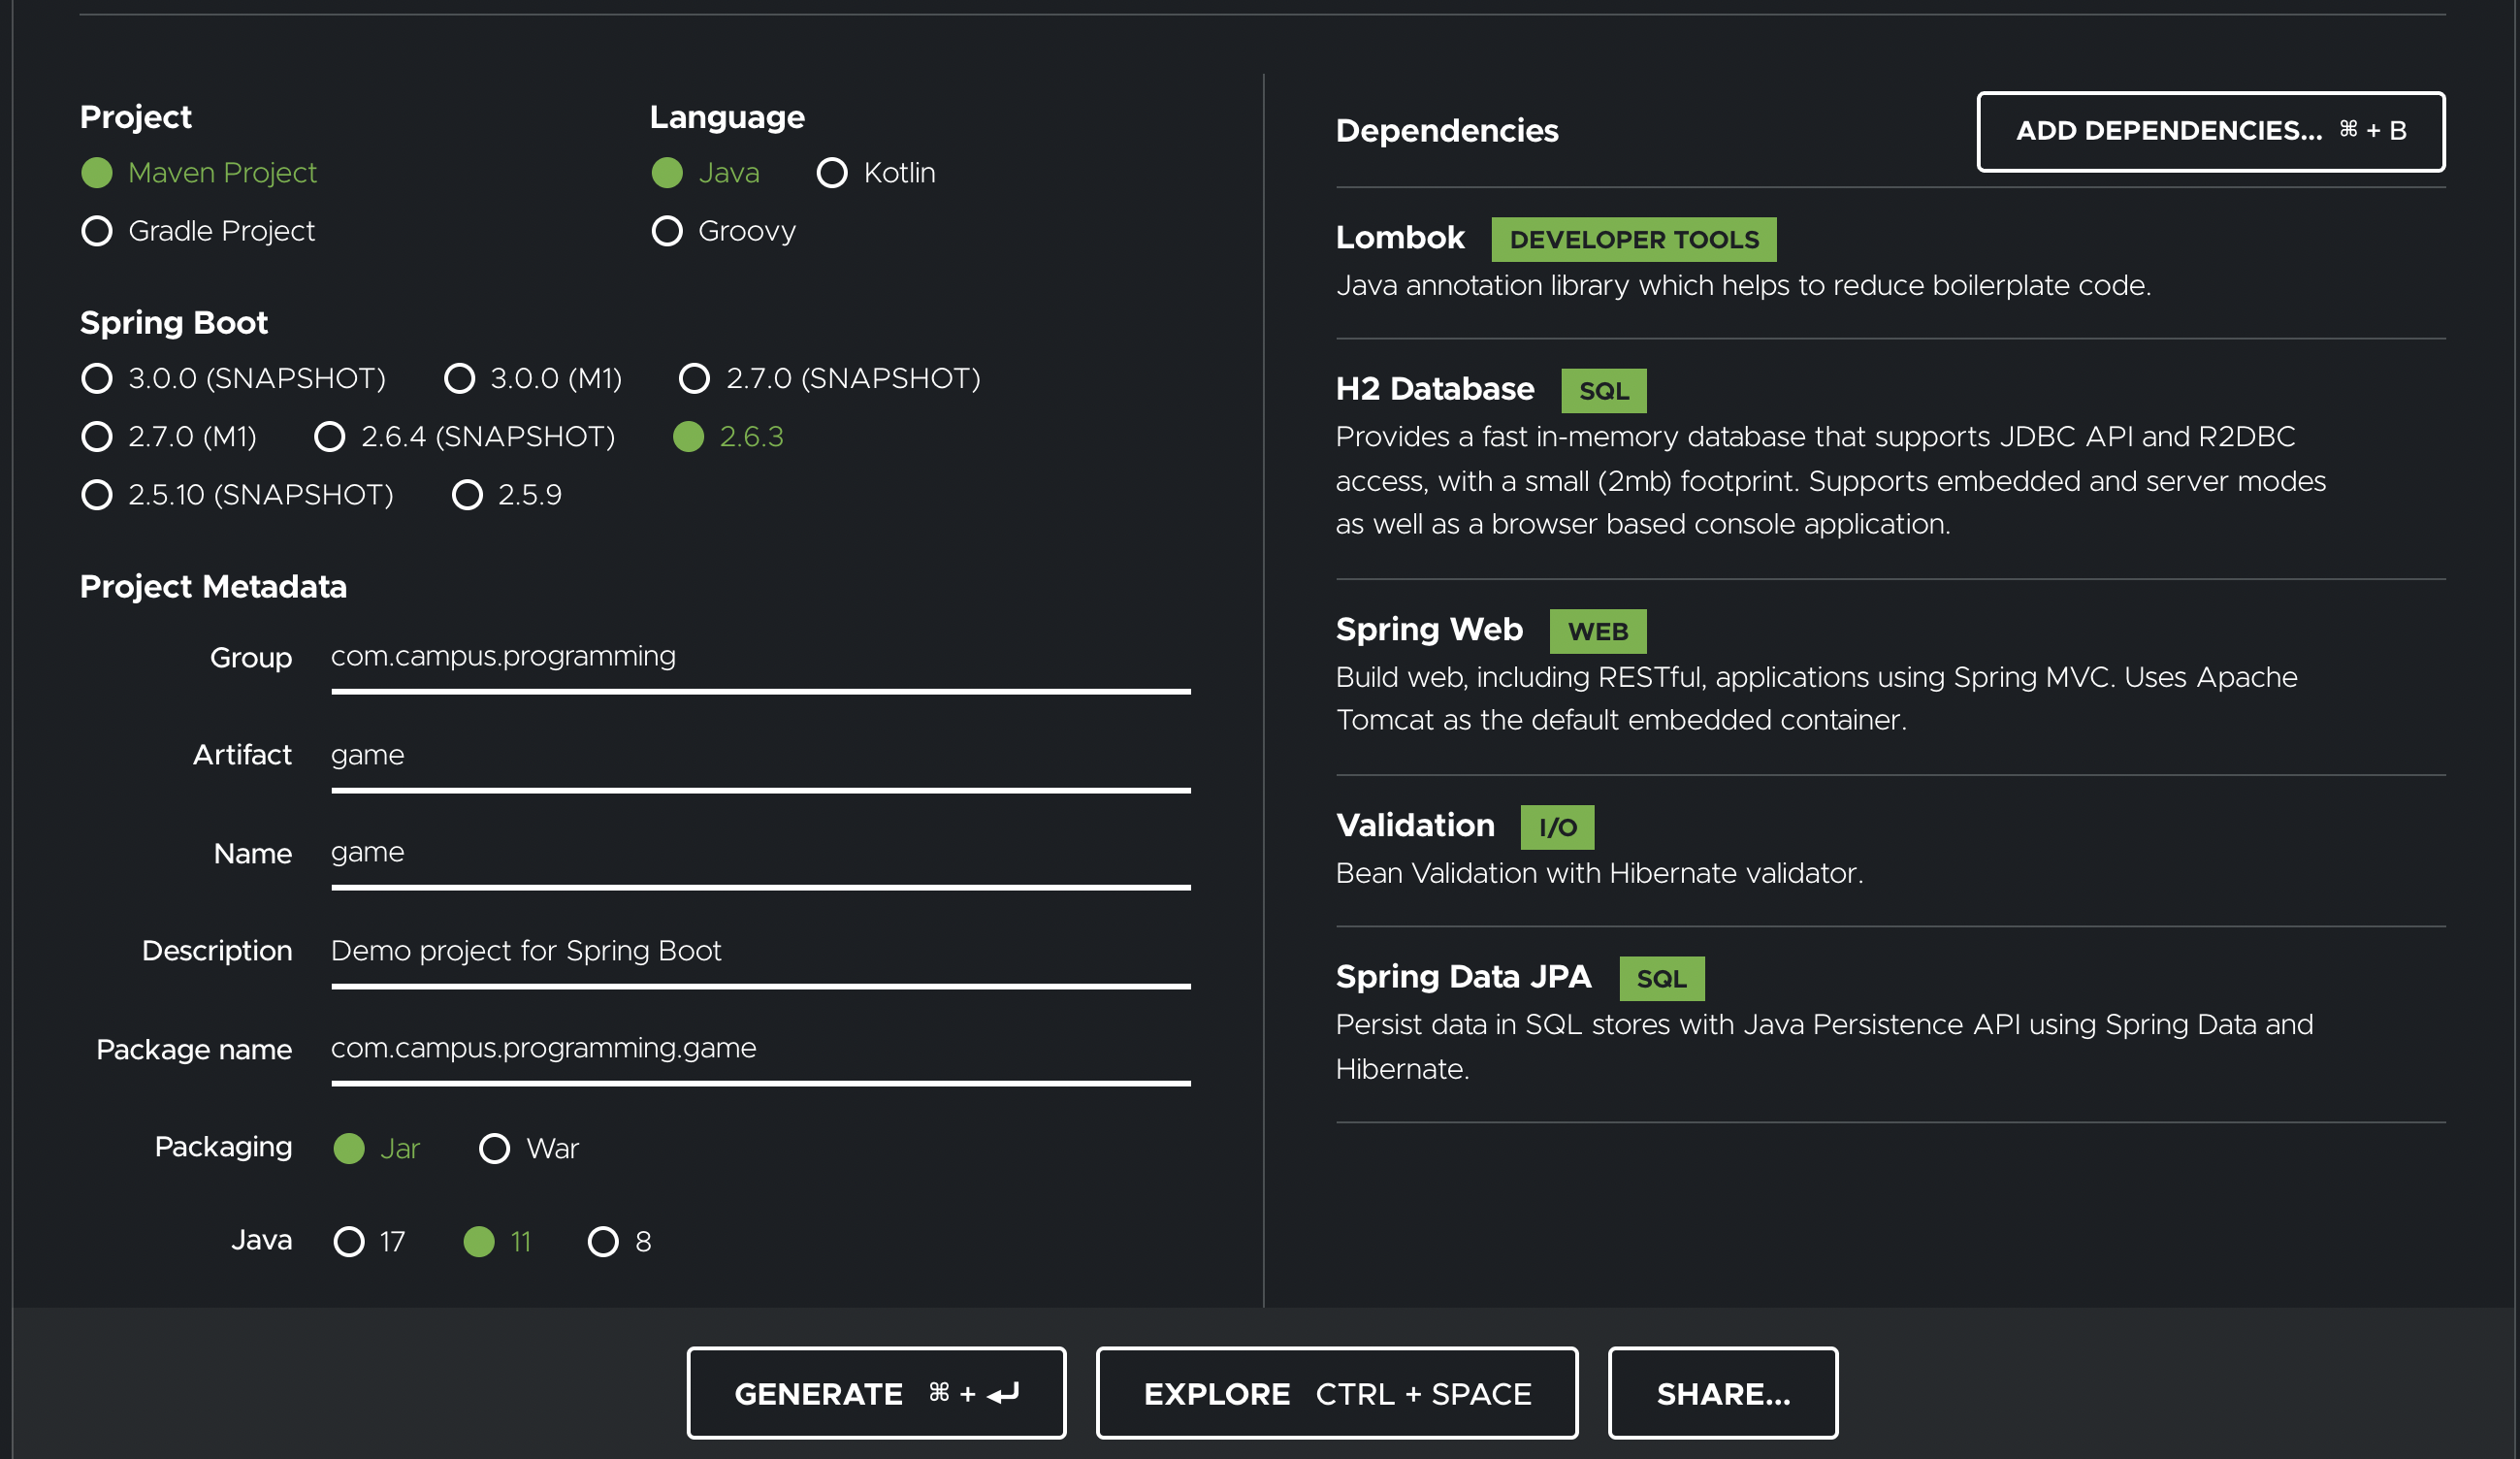 Project
Maven Project
Gradle Project
Language
Java Kotlin
Groovy
Spring Boot
3.0.0 (SNAPSHOT) 3.0.0 (M1) 2.7.0 (SNAPSHOT)
2.7.0 (M1) 2.6.4 (SNAPSHOT) 2.6.3
2.5.10 (SNAPSHOT) 2.5.9
Project Metadata
Group com.campus.programming
Artifact game
Name game
Description Demo project for Spring Boot
Package name com.campus.programming.game
Packaging Jar War
Java 17 11 8
Dependencies ADD DEPENDENCIES... ⌘ + B
Lombok DEVELOPER TOOLS
Java annotation library which helps to reduce boilerplate code.
H2 Database SQL
Provides a fast in-memory database that supports JDBC API and R2DBC
access, with a small (2mb) footprint. Supports embedded and server modes
as well as a browser based console application.
Spring Web WEB
Build web, including RESTful, applications using Spring MVC. Uses Apache
Tomcat as the default embedded container.
Validation I/O
Bean Validation with Hibernate validator.
Spring Data JPA SQL
Persist data in SQL stores with Java Persistence API using Spring Data and
Hibernate.
GENERATE ⌘ + ↵ EXPLORE CTRL + SPACE SHARE...